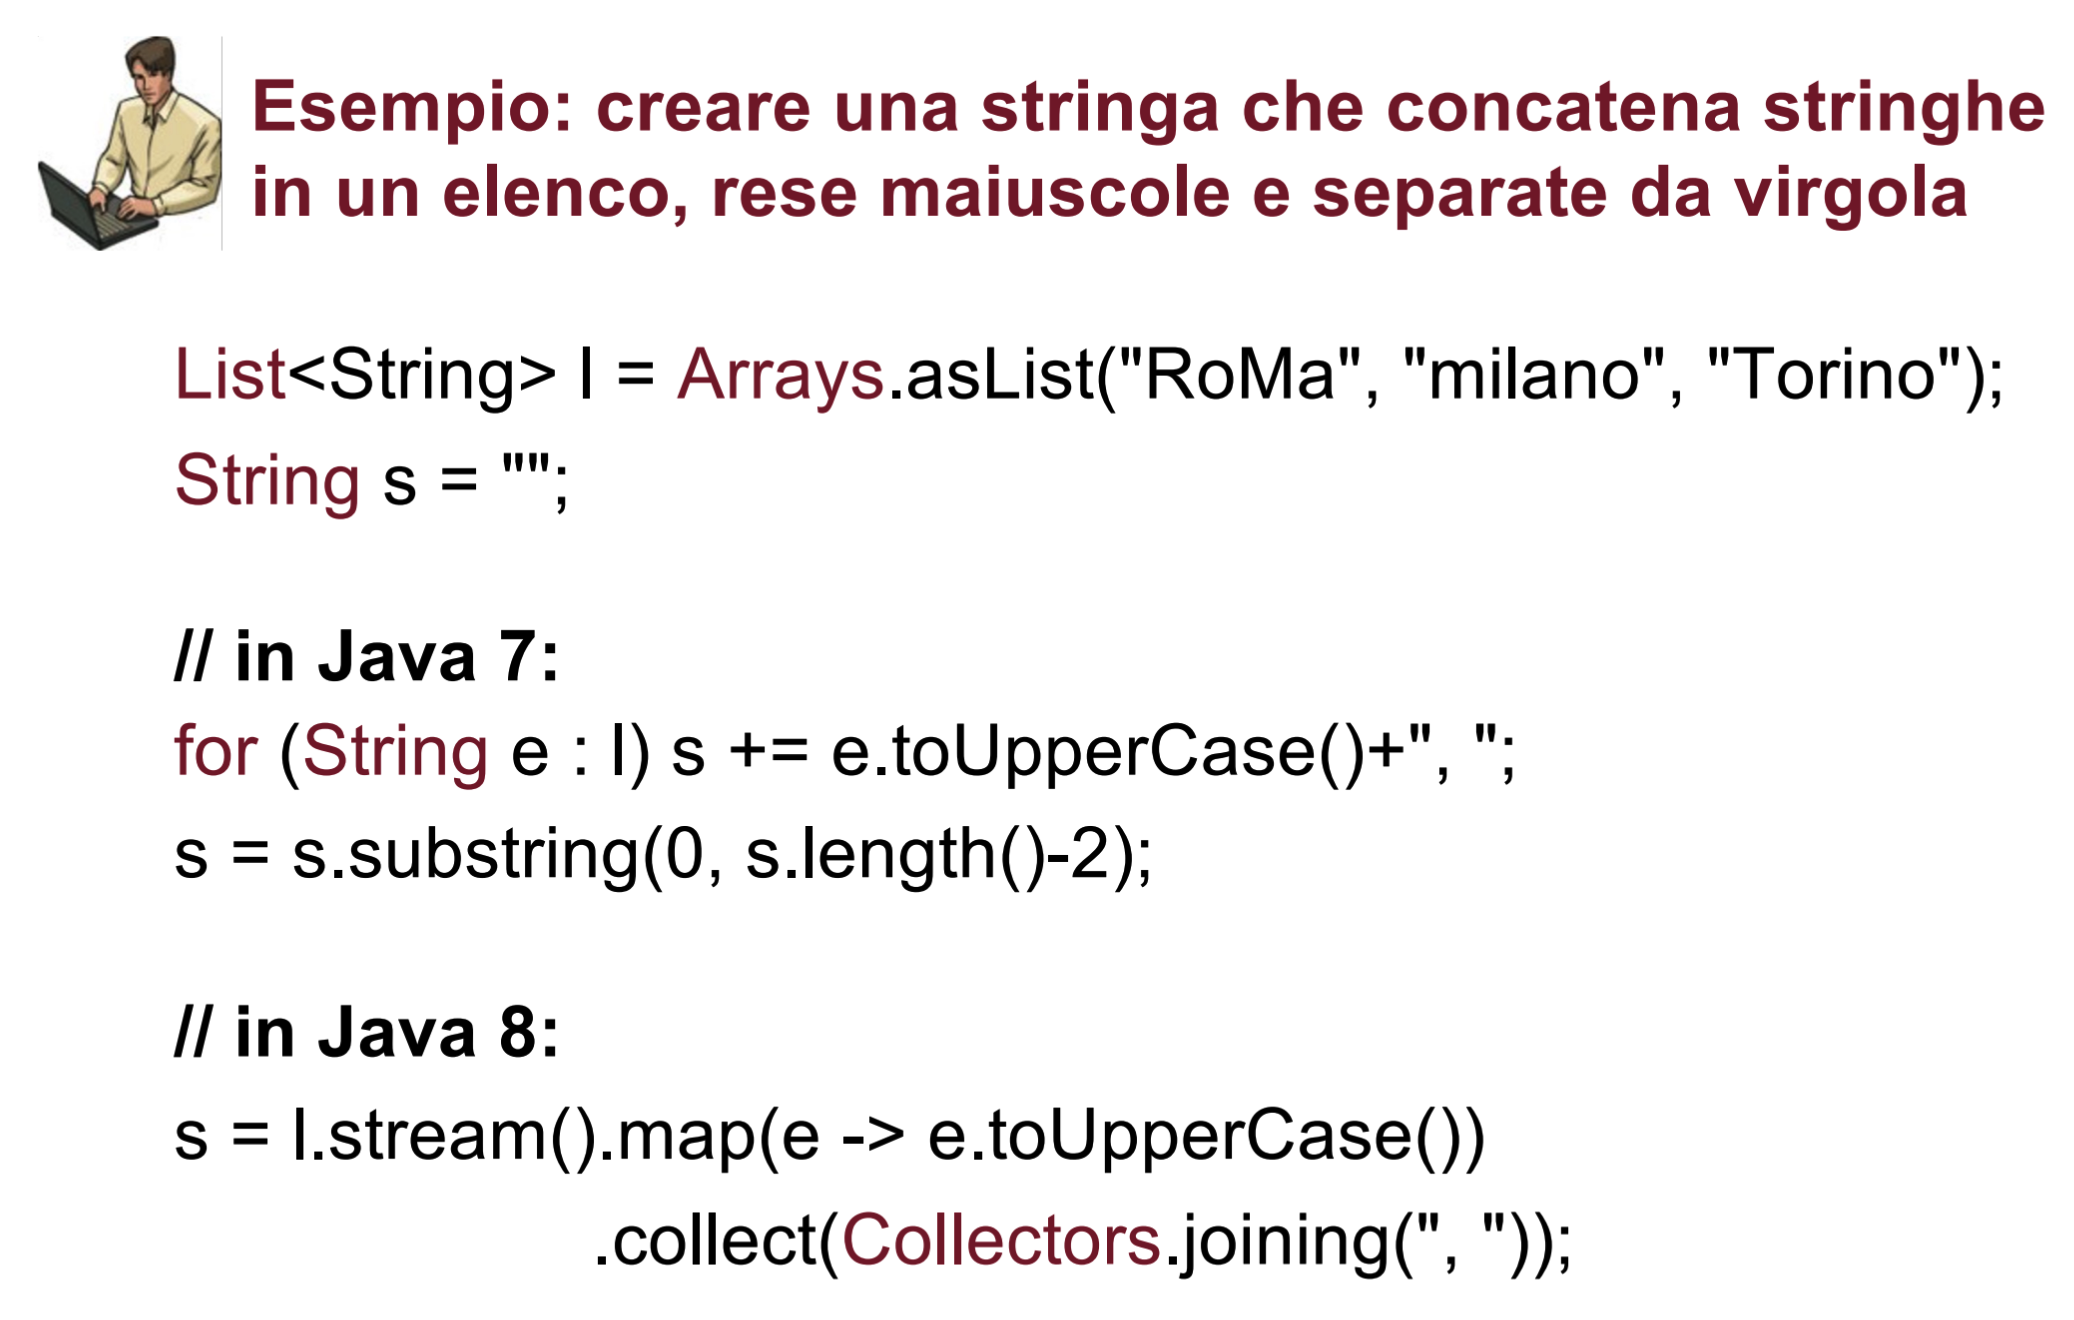 Esempio: creare una stringa che concatena stringhe
in un elenco, rese maiuscole e separate da virgola
List<String> l = Arrays.asList("RoMa", "milano", "Torino");
String s = "";
// in Java 7:
for (String e : l) s += e.toUpperCase()+", ";
s = s.substring(0, s.length()-2);
// in Java 8:
s = l.stream().map(e -> e.toUpperCase())
.collect(Collectors.joining(", "));